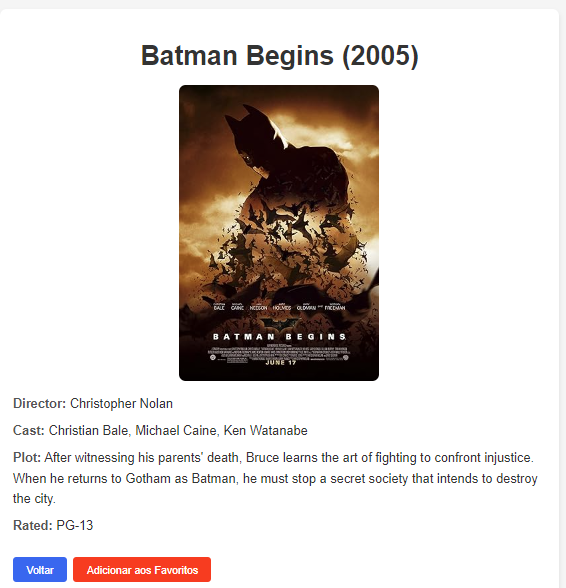 Batman Begins (2005)
BALE CAINE NEESON HOLMES OLDMAN AND FREEMAN
BATMAN BEGINS
JUNE 17
Director: Christopher Nolan
Cast: Christian Bale, Michael Caine, Ken Watanabe
Plot: After witnessing his parents' death, Bruce learns the art of fighting to confront injustice.
When he returns to Gotham as Batman, he must stop a secret society that intends to destroy
the city.
Rated: PG-13
Voltar Adicionar aos Favoritos